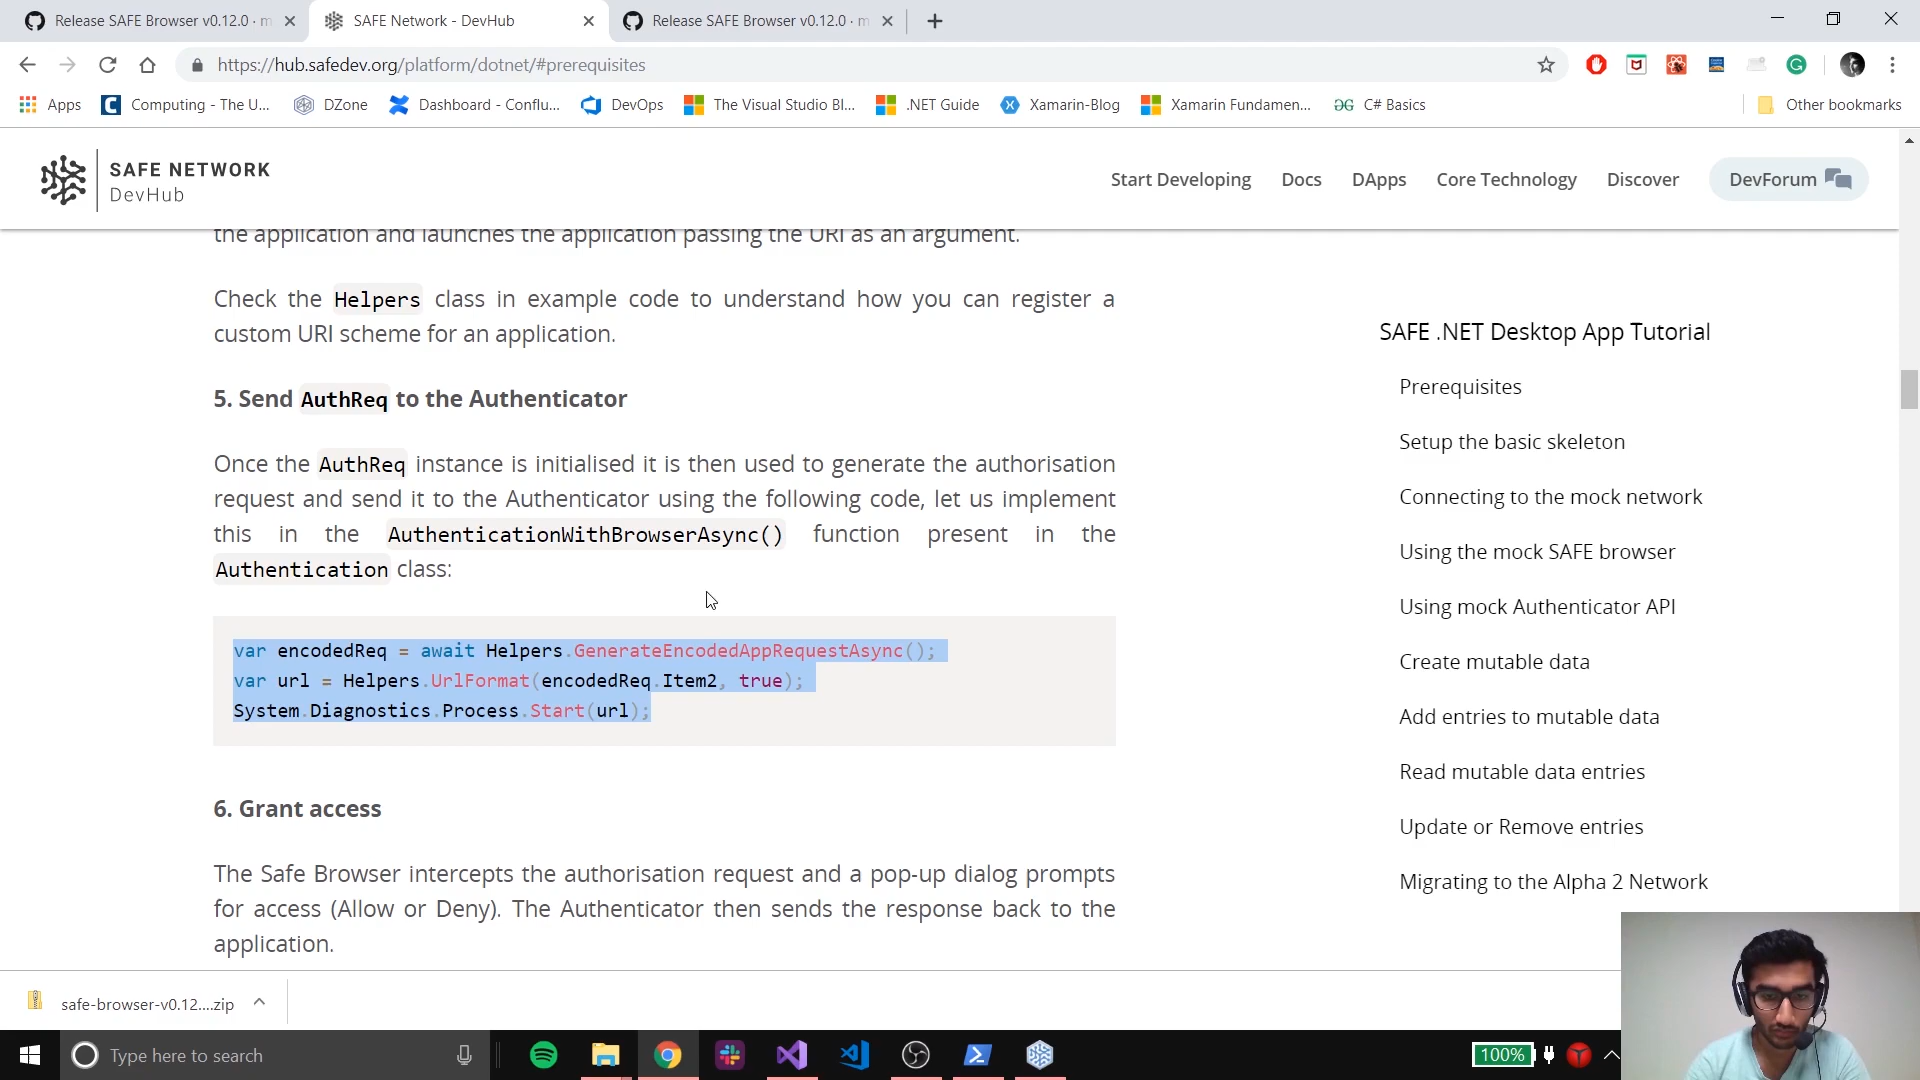 Release SAFE Browser v0.12.0 · m
SAFE Network - DevHub
Release SAFE Browser v0.12.0 · m
https://hub.safedev.org/platform/dotnet/#prerequisites
Apps
Computing - The U...
DZone
Dashboard - Conflu...
DevOps
The Visual Studio Bl...
.NET Guide
Xamarin-Blog
Xamarin Fundamen...
C# Basics
Other bookmarks
SAFE NETWORK
DevHub
Start Developing
Docs
DApps
Core Technology
Discover
DevForum
the application and launches the application passing the URI as an argument.
Check the Helpers class in example code to understand how you can register a
custom URI scheme for an application.
5. Send AuthReq to the Authenticator
Once the AuthReq instance is initialised it is then used to generate the authorisation
request and send it to the Authenticator using the following code, let us implement
this in the AuthenticationWithBrowserAsync() function present in the
Authentication class:
var encodedReq = await Helpers.GenerateEncodedAppRequestAsync();
var url = Helpers.UrlFormat(encodedReq.Item2, true);
System.Diagnostics.Process.Start(url);
6. Grant access
The Safe Browser intercepts the authorisation request and a pop-up dialog prompts
for access (Allow or Deny). The Authenticator then sends the response back to the
application.
SAFE .NET Desktop App Tutorial
Prerequisites
Setup the basic skeleton
Connecting to the mock network
Using the mock SAFE browser
Using mock Authenticator API
Create mutable data
Add entries to mutable data
Read mutable data entries
Update or Remove entries
Migrating to the Alpha 2 Network
safe-browser-v0.12....zip
Type here to search
100%